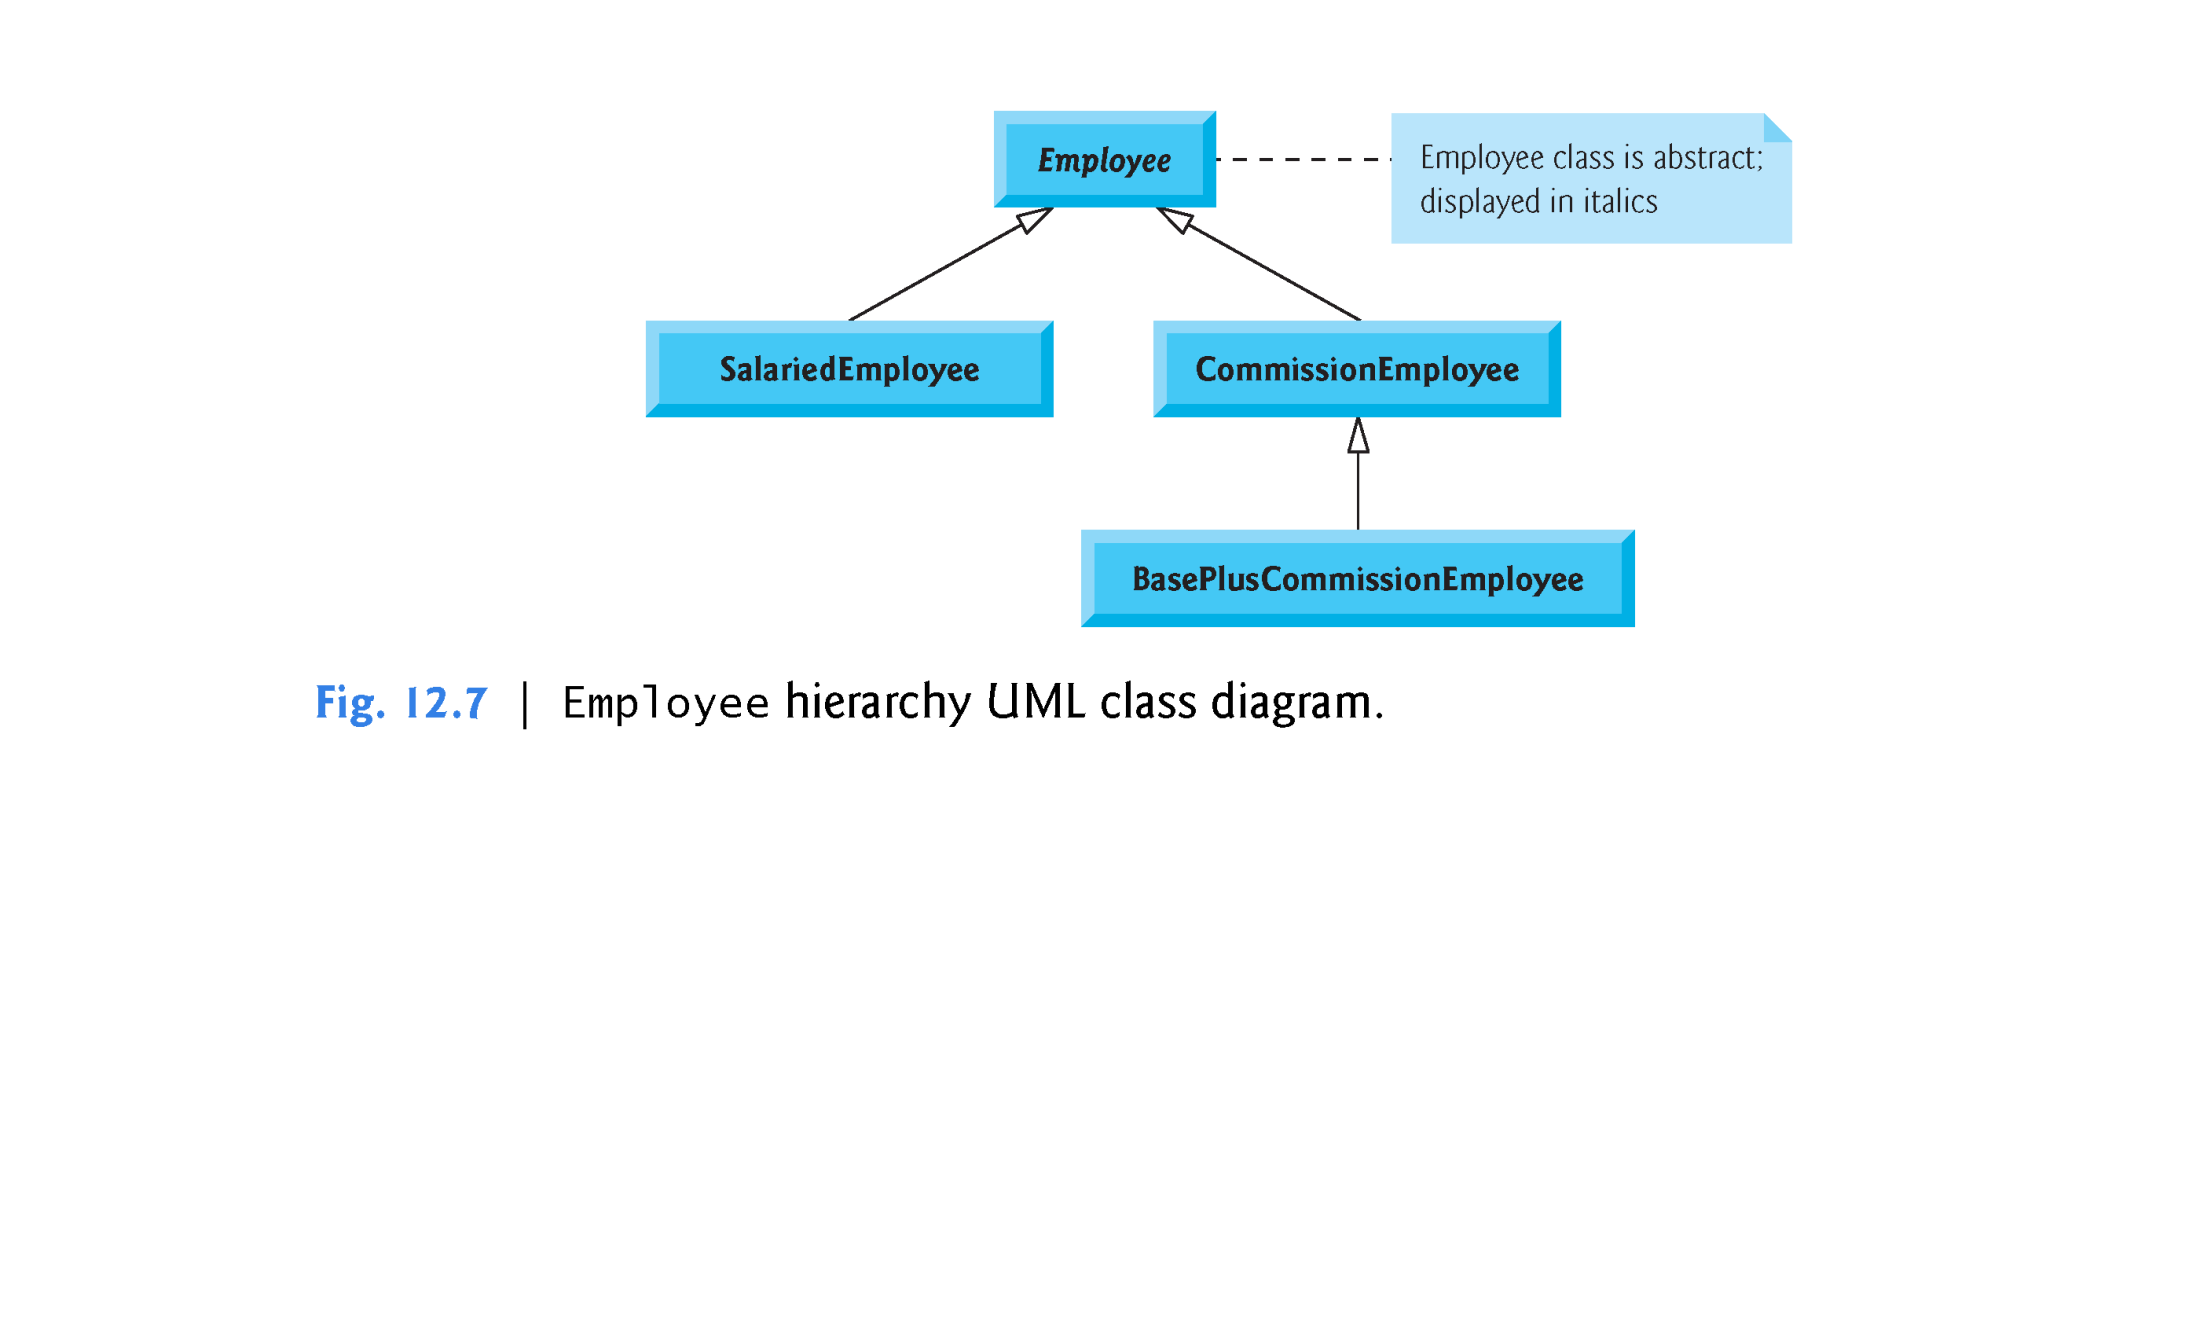 Employee
Employee class is abstract;
displayed in italics
SalariedEmployee
CommissionEmployee
BasePlusCommissionEmployee
Fig. 12.7 | Employee hierarchy UML class diagram.